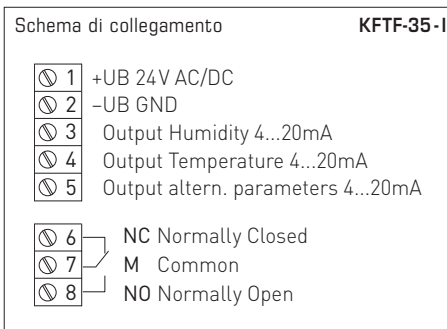 Schema di collegamento KFTF-35-I
1 +UB 24V AC/DC
2 –UB GND
3 Output Humidity 4...20mA
4 Output Temperature 4...20mA
5 Output altern. parameters 4...20mA
6 NC Normally Closed
7 M Common
8 NO Normally Open